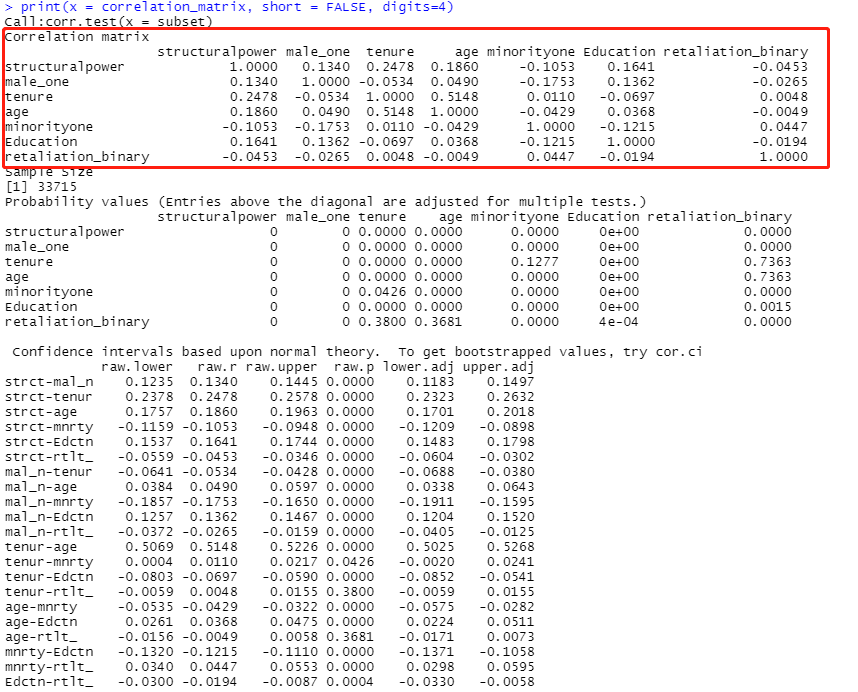 > print(x = correlation_matrix, short = FALSE, digits=4)
Call:corr.test(x = subset)
Correlation matrix
structuralpower male_one tenure age minorityone Education retaliation_binary
structuralpower 1.0000 0.1340 0.2478 0.1860 -0.1053 0.1641 -0.0453
male_one 0.1340 1.0000 -0.0534 0.0490 -0.1753 0.1362 -0.0265
tenure 0.2478 -0.0534 1.0000 0.5148 0.0110 -0.0697 0.0048
age 0.1860 0.0490 0.5148 1.0000 -0.0429 0.0368 -0.0049
minorityone -0.1053 -0.1753 0.0110 -0.0429 1.0000 -0.1215 0.0447
Education 0.1641 0.1362 -0.0697 0.0368 -0.1215 1.0000 -0.0194
retaliation_binary -0.0453 -0.0265 0.0048 -0.0049 0.0447 -0.0194 1.0000
Sample Size
[1] 33715
Probability values (Entries above the diagonal are adjusted for multiple tests.)
structuralpower male_one tenure age minorityone Education retaliation_binary
structuralpower 0 0 0.0000 0.0000 0.0000 0e+00 0.0000
male_one 0 0 0.0000 0.0000 0.0000 0e+00 0.0000
tenure 0 0 0.0000 0.0000 0.1277 0e+00 0.7363
age 0 0 0.0000 0.0000 0.0000 0e+00 0.7363
minorityone 0 0 0.0426 0.0000 0.0000 0e+00 0.0000
Education 0 0 0.0000 0.0000 0.0000 0e+00 0.0015
retaliation_binary 0 0 0.3800 0.3681 0.0000 4e-04 0.0000
Confidence intervals based upon normal theory. To get bootstrapped values, try cor.ci
raw.lower raw.r raw.upper raw.p lower.adj upper.adj
strct-mal_n 0.1235 0.1340 0.1445 0.0000 0.1183 0.1497
strct-tenur 0.2378 0.2478 0.2578 0.0000 0.2323 0.2632
strct-age 0.1757 0.1860 0.1963 0.0000 0.1701 0.2018
strct-mnrty -0.1159 -0.1053 -0.0948 0.0000 -0.1209 -0.0898
strct-Edctn 0.1537 0.1641 0.1744 0.0000 0.1483 0.1798
strct-rtlt_ -0.0559 -0.0453 -0.0346 0.0000 -0.0604 -0.0302
mal_n-tenur -0.0641 -0.0534 -0.0428 0.0000 -0.0688 -0.0380
mal_n-age 0.0384 0.0490 0.0597 0.0000 0.0338 0.0643
mal_n-mnrty -0.1857 -0.1753 -0.1650 0.0000 -0.1911 -0.1595
mal_n-Edctn 0.1257 0.1362 0.1467 0.0000 0.1204 0.1520
mal_n-rtlt_ -0.0372 -0.0265 -0.0159 0.0000 -0.0405 -0.0125
tenur-age 0.5069 0.5148 0.5226 0.0000 0.5025 0.5268
tenur-mnrty 0.0004 0.0110 0.0217 0.0426 -0.0020 0.0241
tenur-Edctn -0.0803 -0.0697 -0.0590 0.0000 -0.0852 -0.0541
tenur-rtlt_ -0.0059 0.0048 0.0155 0.3800 -0.0059 0.0155
age-mnrty -0.0535 -0.0429 -0.0322 0.0000 -0.0575 -0.0282
age-Edctn 0.0261 0.0368 0.0475 0.0000 0.0224 0.0511
age-rtlt_ -0.0156 -0.0049 0.0058 0.3681 -0.0171 0.0073
mnrty-Edctn -0.1320 -0.1215 -0.1110 0.0000 -0.1371 -0.1058
mnrty-rtlt_ 0.0340 0.0447 0.0553 0.0000 0.0298 0.0595
Edctn-rtlt_ -0.0300 -0.0194 -0.0087 0.0004 -0.0330 -0.0058